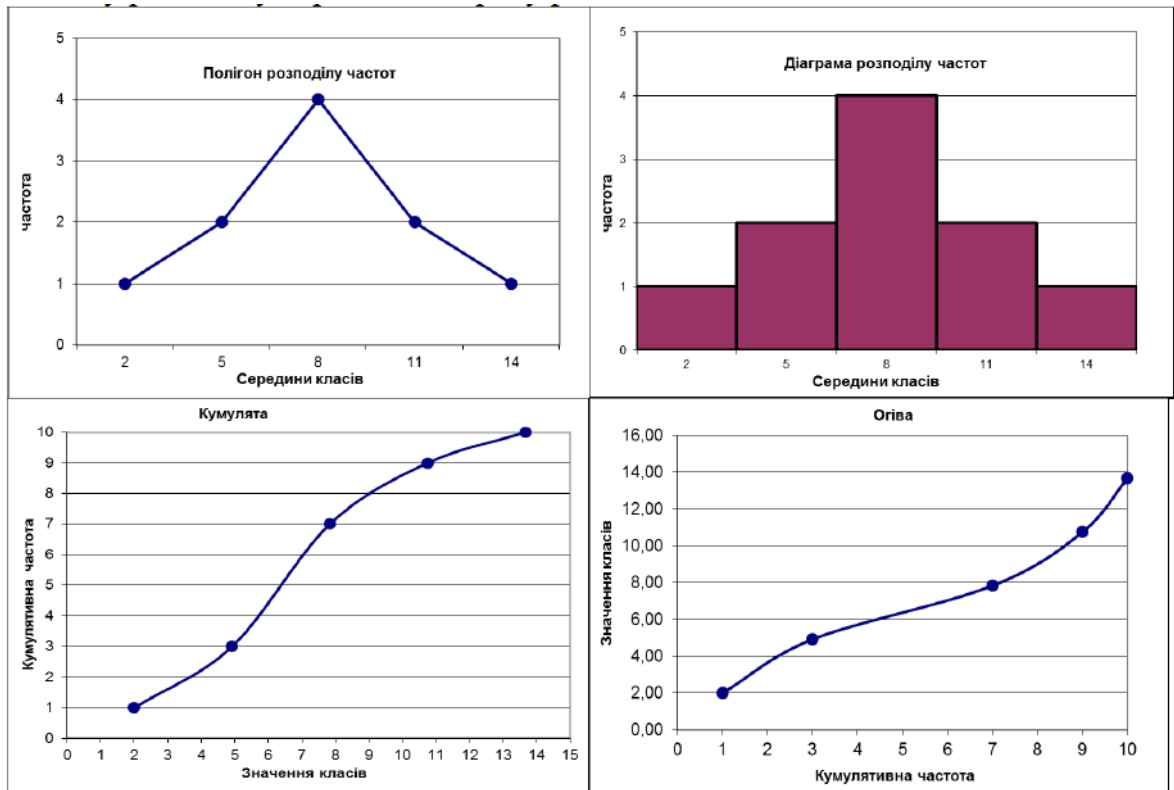 Полігон розподілу частот
5
4
3
2
1
0
частота
2 5 8 11 14
Середини класів
Діаграма розподілу частот
5
4
3
2
1
0
частота
2 5 8 11 14
Середини класів
Кумулята
10
9
8
7
6
5
4
3
2
1
0
Кумулятивна частота
0 1 2 3 4 5 6 7 8 9 10 11 12 13 14 15
Значення класів
Огіва
16,00
14,00
12,00
10,00
8,00
6,00
4,00
2,00
0,00
Значення класів
0 1 2 3 4 5 6 7 8 9 10
Кумулятивна частота